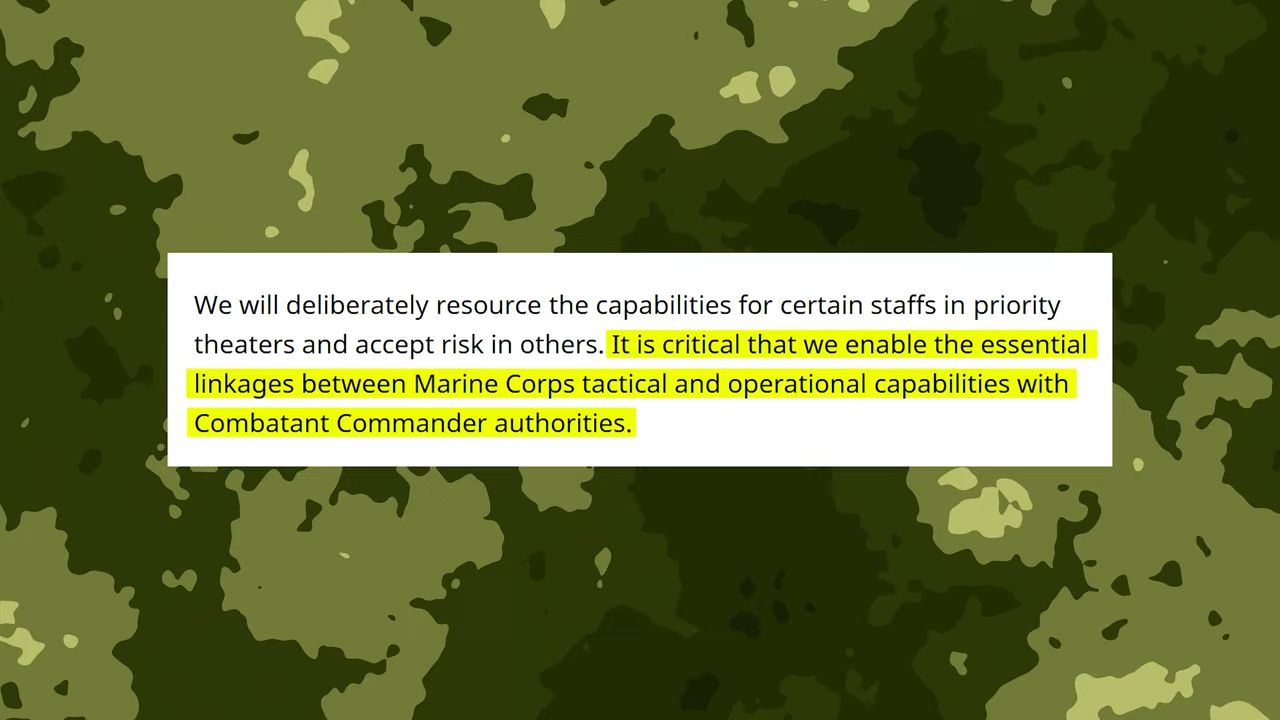 We will deliberately resource the capabilities for certain staffs in priority
theaters and accept risk in others. It is critical that we enable the essential
linkages between Marine Corps tactical and operational capabilities with
Combatant Commander authorities.